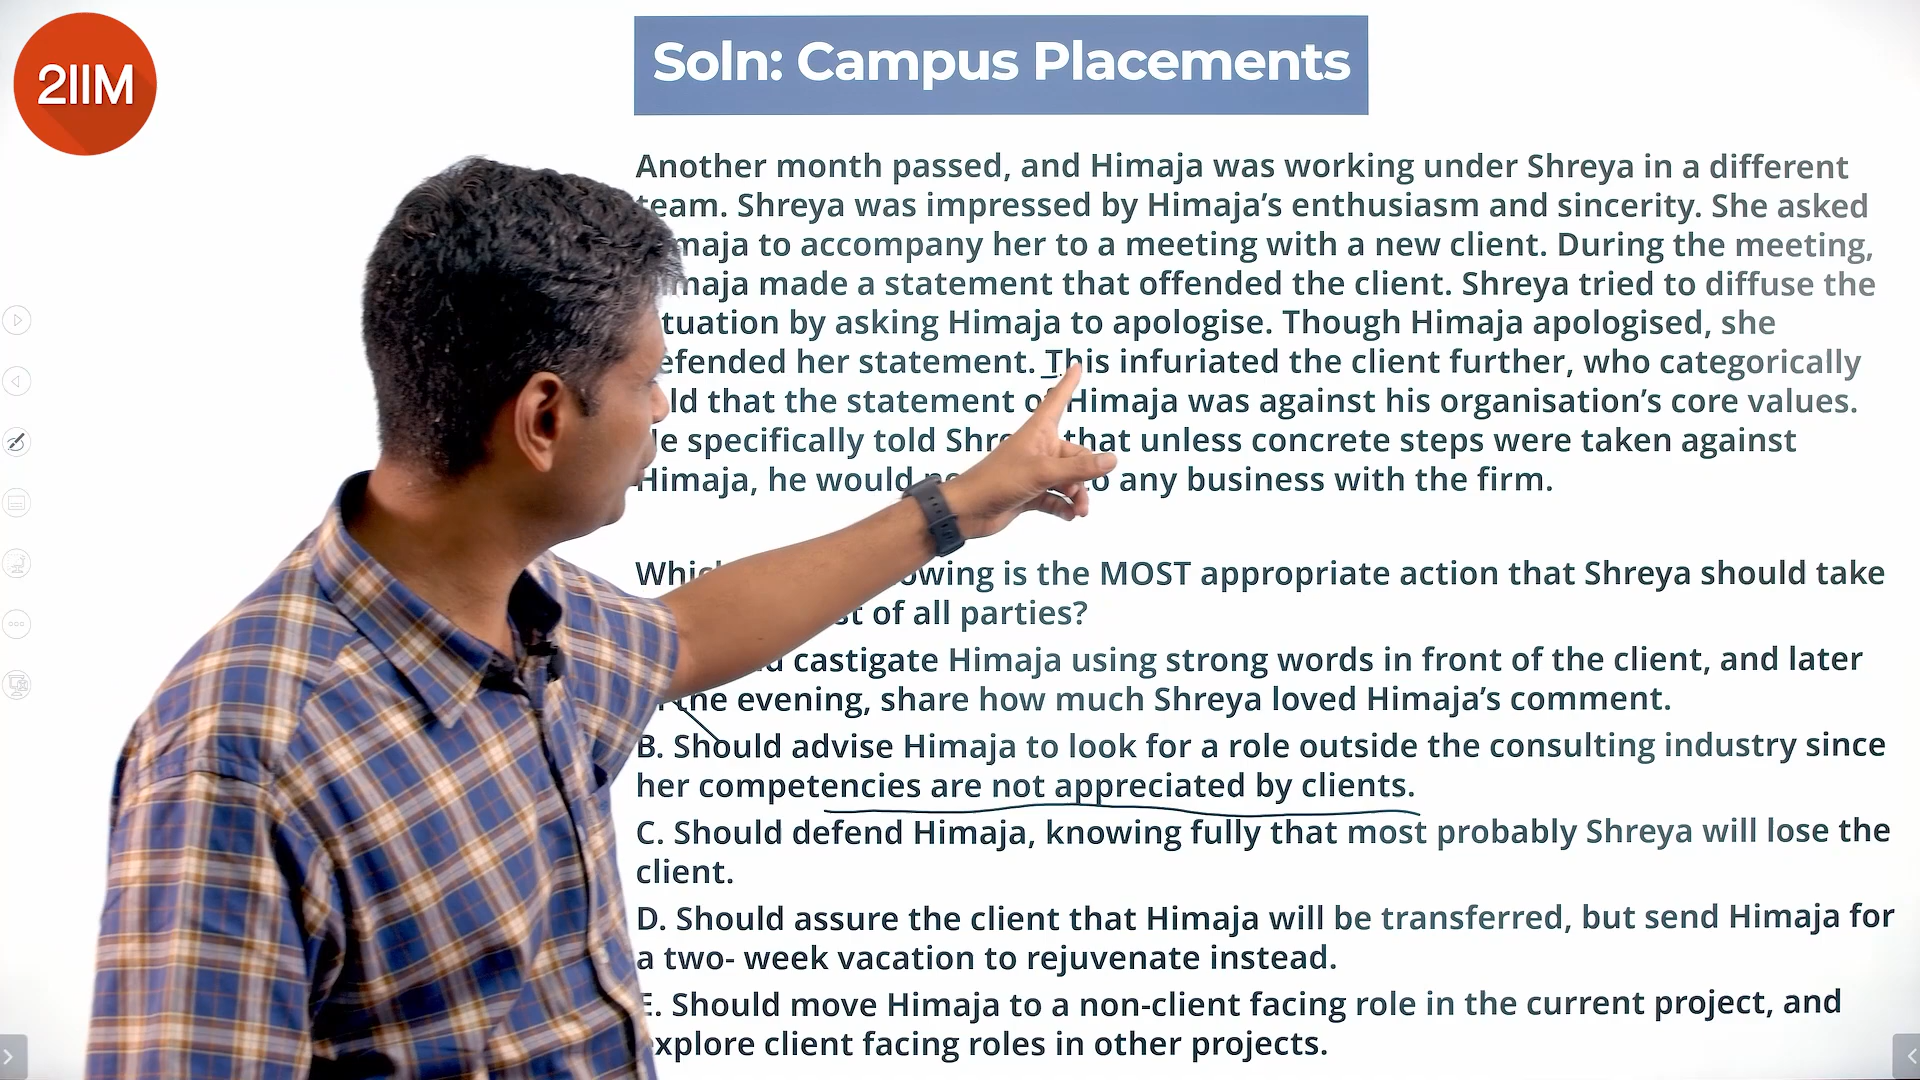 2IIM
Soln: Campus Placements
Another month passed, and Himaja was working under Shreya in a different
team. Shreya was impressed by Himaja's enthusiasm and sincerity. She asked
maja to accompany her to a meeting with a new client. During the meeting,
maja made a statement that offended the client. Shreya tried to diffuse the
tuation by asking Himaja to apologise. Though Himaja apologised, she
efended her statement. This infuriated the client further, who categorically
ld that the statement of Himaja was against his organisation's core values.
He specifically told Shre that unless concrete steps were taken against
Himaja, he would any business with the firm.
Which owing is the MOST appropriate action that Shreya should take
st of all parties?
castigate Himaja using strong words in front of the client, and later
the evening, share how much Shreya loved Himaja's comment.
B. Should advise Himaja to look for a role outside the consulting industry since
her competencies are not appreciated by clients.
C. Should defend Himaja, knowing fully that most probably Shreya will lose the
client.
D. Should assure the client that Himaja will be transferred, but send Himaja for
a two- week vacation to rejuvenate instead.
E. Should move Himaja to a non-client facing role in the current project, and
explore client facing roles in other projects.